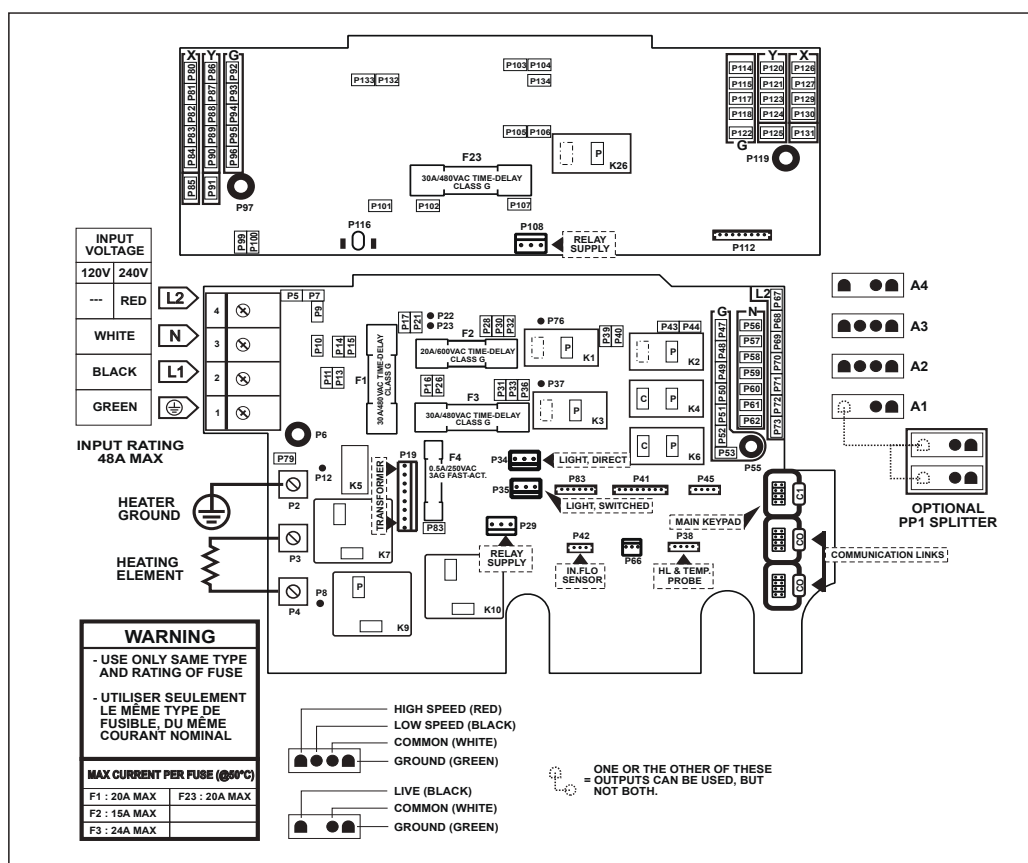 X Y G
P80 P81 P82 P83 P84 P85
P86 P87 P88 P89 P90 P91
P92 P93 P94 P95 P96
P97
P99 P100
P133 P132
P103 P104
P134
P105 P106
P
K26
F23
30A/480VAC TIME-DELAY
CLASS G
P101 P102 P107
P116
P108
RELAY
SUPPLY
P112
Y X
P114 P120 P126
P115 P121 P127
P117 P123 P129
P118 P124 P130
P122 P125 P131
G
P119
INPUT
VOLTAGE
120V 240V
--- RED L2
WHITE N
BLACK L1
GREEN
INPUT RATING
48A MAX
4
3
2
1
P5 P7
P9
P10
P14 P15
P11 P13
F1
30A/480 VAC TIME-DELAY
CLASS G
P17 P21
P22
P23
P28 P30 P32
F2
20A/600VAC TIME-DELAY
CLASS G
P16 P26
P31 P33 P36
F3
30A/480VAC TIME-DELAY
CLASS G
P76
P
K1
P39 P40
P43 P44
P
K2
P37
P
K3
C P
K4
C P
K6
L2
G N
P47 P48 P49 P50 P51 P52
P53
P56
P57
P58
P59
P60
P61
P62
P67 P68 P69 P70 P71 P72 P73
P55
P6
P79
P12
K5
TRANSFORMER
P19
F4
0.5A/250VAC
3AG FAST-ACT.
P83
P34
LIGHT, DIRECT
P35
LIGHT, SWITCHED
P83
P41
P45
MAIN KEYPAD
C1
CO
CO
COMMUNICATION LINKS
P29
RELAY
SUPPLY
P42
IN.FLO
SENSOR
P66
P38
HL & TEMP.
PROBE
HEATER
GROUND
HEATING
ELEMENT
P2
P3
P4
P8
K7
P
K9
K10
A4
A3
A2
A1
OPTIONAL
PP1 SPLITTER
WARNING
- USE ONLY SAME TYPE
AND RATING OF FUSE
- UTILISER SEULEMENT
LE MÊME TYPE DE
FUSIBLE, DU MÊME
COURANT NOMINAL
MAX CURRENT PER FUSE (@50°C)
F1 : 20A MAX F23 : 20A MAX
F2 : 15A MAX
F3 : 24A MAX
HIGH SPEED (RED)
LOW SPEED (BLACK)
COMMON (WHITE)
GROUND (GREEN)
LIVE (BLACK)
COMMON (WHITE)
GROUND (GREEN)
ONE OR THE OTHER OF THESE
= OUTPUTS CAN BE USED, BUT
NOT BOTH.